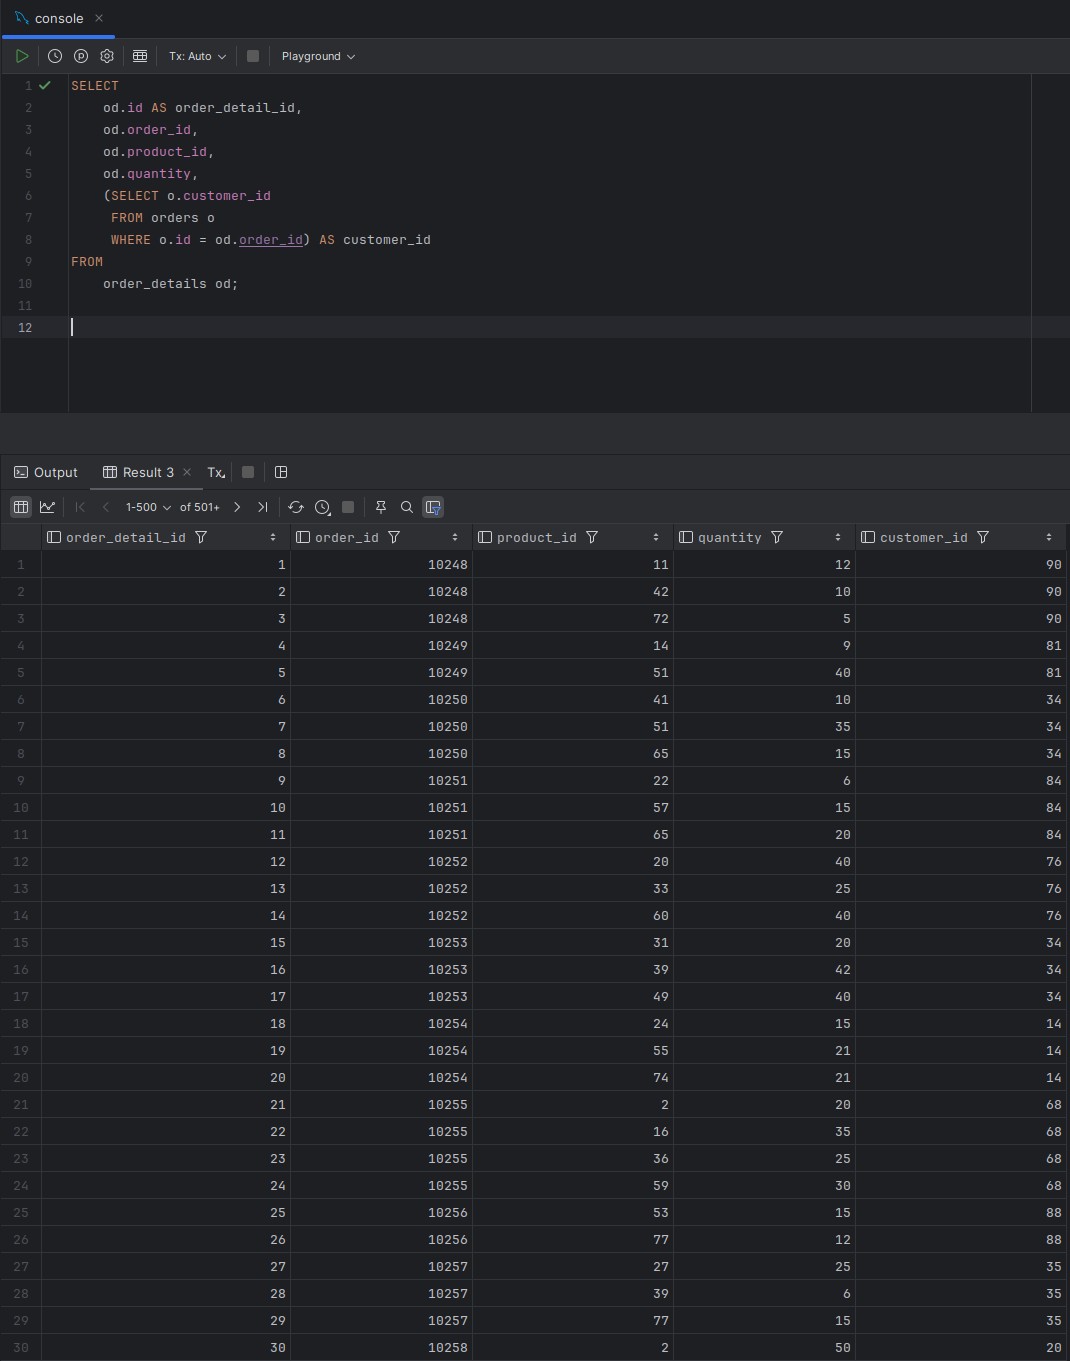 console
Tx: Auto Playground
1 SELECT
2 od.id AS order_detail_id,
3 od.order_id,
4 od.product_id,
5 od.quantity,
6 (SELECT o.customer_id
7 FROM orders o
8 WHERE o.id = od.order_id) AS customer_id
9 FROM
10 order_details od;
11
12
Output Result 3 Tx
1-500 of 501+
order_detail_id order_id product_id quantity customer_id
1 1 10248 11 12 90
2 2 10248 42 10 90
3 3 10248 72 5 90
4 4 10249 14 9 81
5 5 10249 51 40 81
6 6 10250 41 10 34
7 7 10250 51 35 34
8 8 10250 65 15 34
9 9 10251 22 6 84
10 10 10251 57 15 84
11 11 10251 65 20 84
12 12 10252 20 40 76
13 13 10252 33 25 76
14 14 10252 60 40 76
15 15 10253 31 20 34
16 16 10253 39 42 34
17 17 10253 49 40 34
18 18 10254 24 15 14
19 19 10254 55 21 14
20 20 10254 74 21 14
21 21 10255 2 20 68
22 22 10255 16 35 68
23 23 10255 36 25 68
24 24 10255 59 30 68
25 25 10256 53 15 88
26 26 10256 77 12 88
27 27 10257 27 25 35
28 28 10257 39 6 35
29 29 10257 77 15 35
30 30 10258 2 50 20